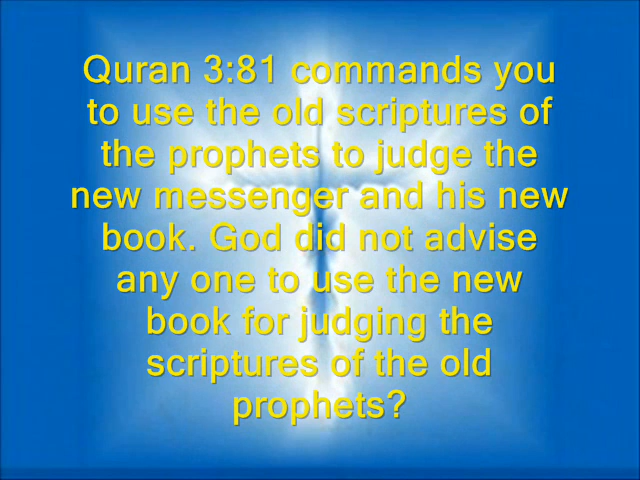 Quran 3:81 commands you
to use the old scriptures of
the prophets to judge the
new messenger and his new
book. God did not advise
any one to use the new
book for judging the
scriptures of the old
prophets?